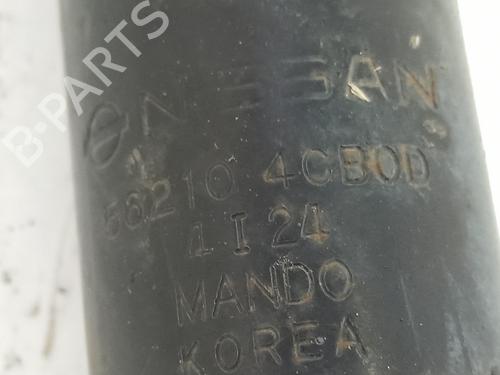 B-PARTS
NISSAN
56210 4CB0D
4I24
MANDO
KOREA